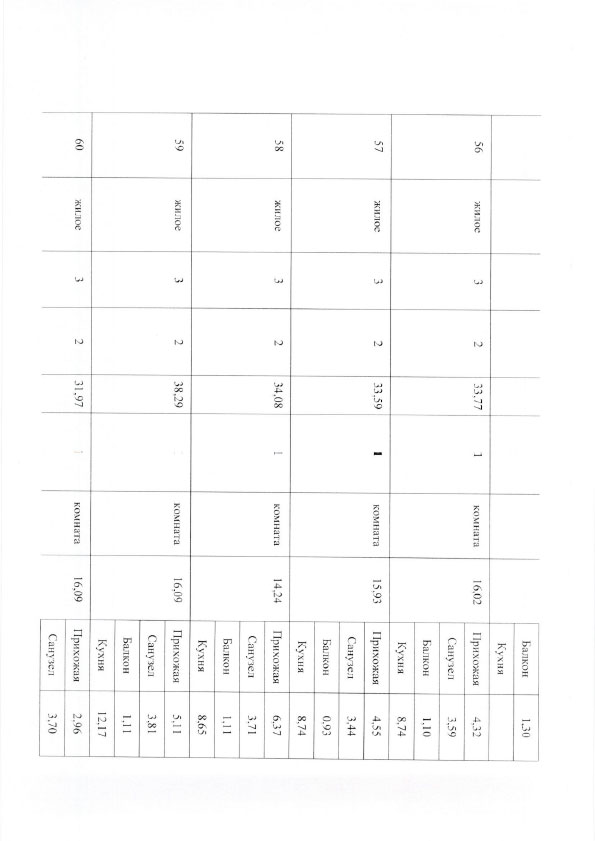 Балкон 1,30
Кухня
56 жилое 3 2 33,77 1 комната 16,02 Прихожая 4,32
Санузел 3,59
Балкон 1,10
Кухня 8,74
57 жилое 3 2 33,59 1 комната 15,93 Прихожая 4,55
Санузел 3,44
Балкон 0,93
Кухня 8,74
58 жилое 3 2 34,08 1 комната 14,24 Прихожая 6,37
Санузел 3,71
Балкон 1,11
Кухня 8,65
59 жилое 3 2 38,29 комната 16,09 Прихожая 5,11
Санузел 3,81
Балкон 1,11
Кухня 12,17
60 жилое 3 2 31,97 1 комната 16,09 Прихожая 2,96
Санузел 3,70